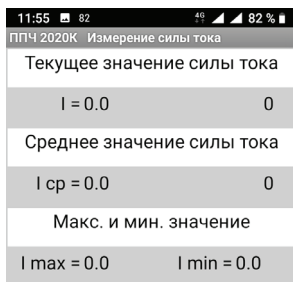 11:55 82 4G 82 %
ППЧ 2020К Измерение силы тока
Текущее значение силы тока
I = 0.0 0
Среднее значение силы тока
I ср = 0.0 0
Макс. и мин. значение
I max = 0.0 I min = 0.0